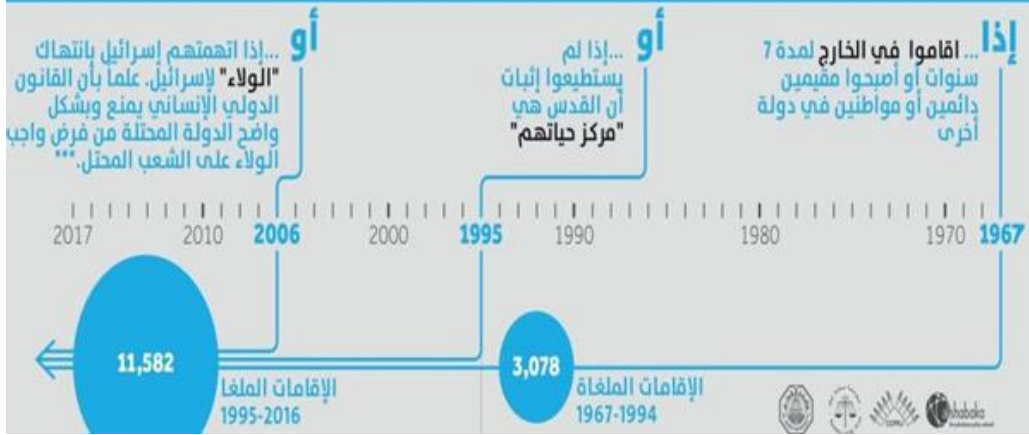 إذا
... اقاموا في الخارج لمدة 7
سنوات أو أصبحوا مقيمين
دائمين أو مواطنين في دولة
أخرى
أو
...إذا لم
يستطيعوا إثبات
أن القدس هي
"مركز حياتهم"
أو
...إذا اتهمتهم إسرائيل بانتهاك
"الولاء" لإسرائيل. علماً بأن القانون
الدولي الإنساني يمنع وبشكل
واضح الدولة المحتلة من فرض واجب
الولاء على الشعب المحتل.***
1967
1970
1980
1990
1995
2000
2006
2010
2017
3,078
الإقامات الملغاة
1967-1994
11,582
الإقامات الملغا
1995-2016
shabaka